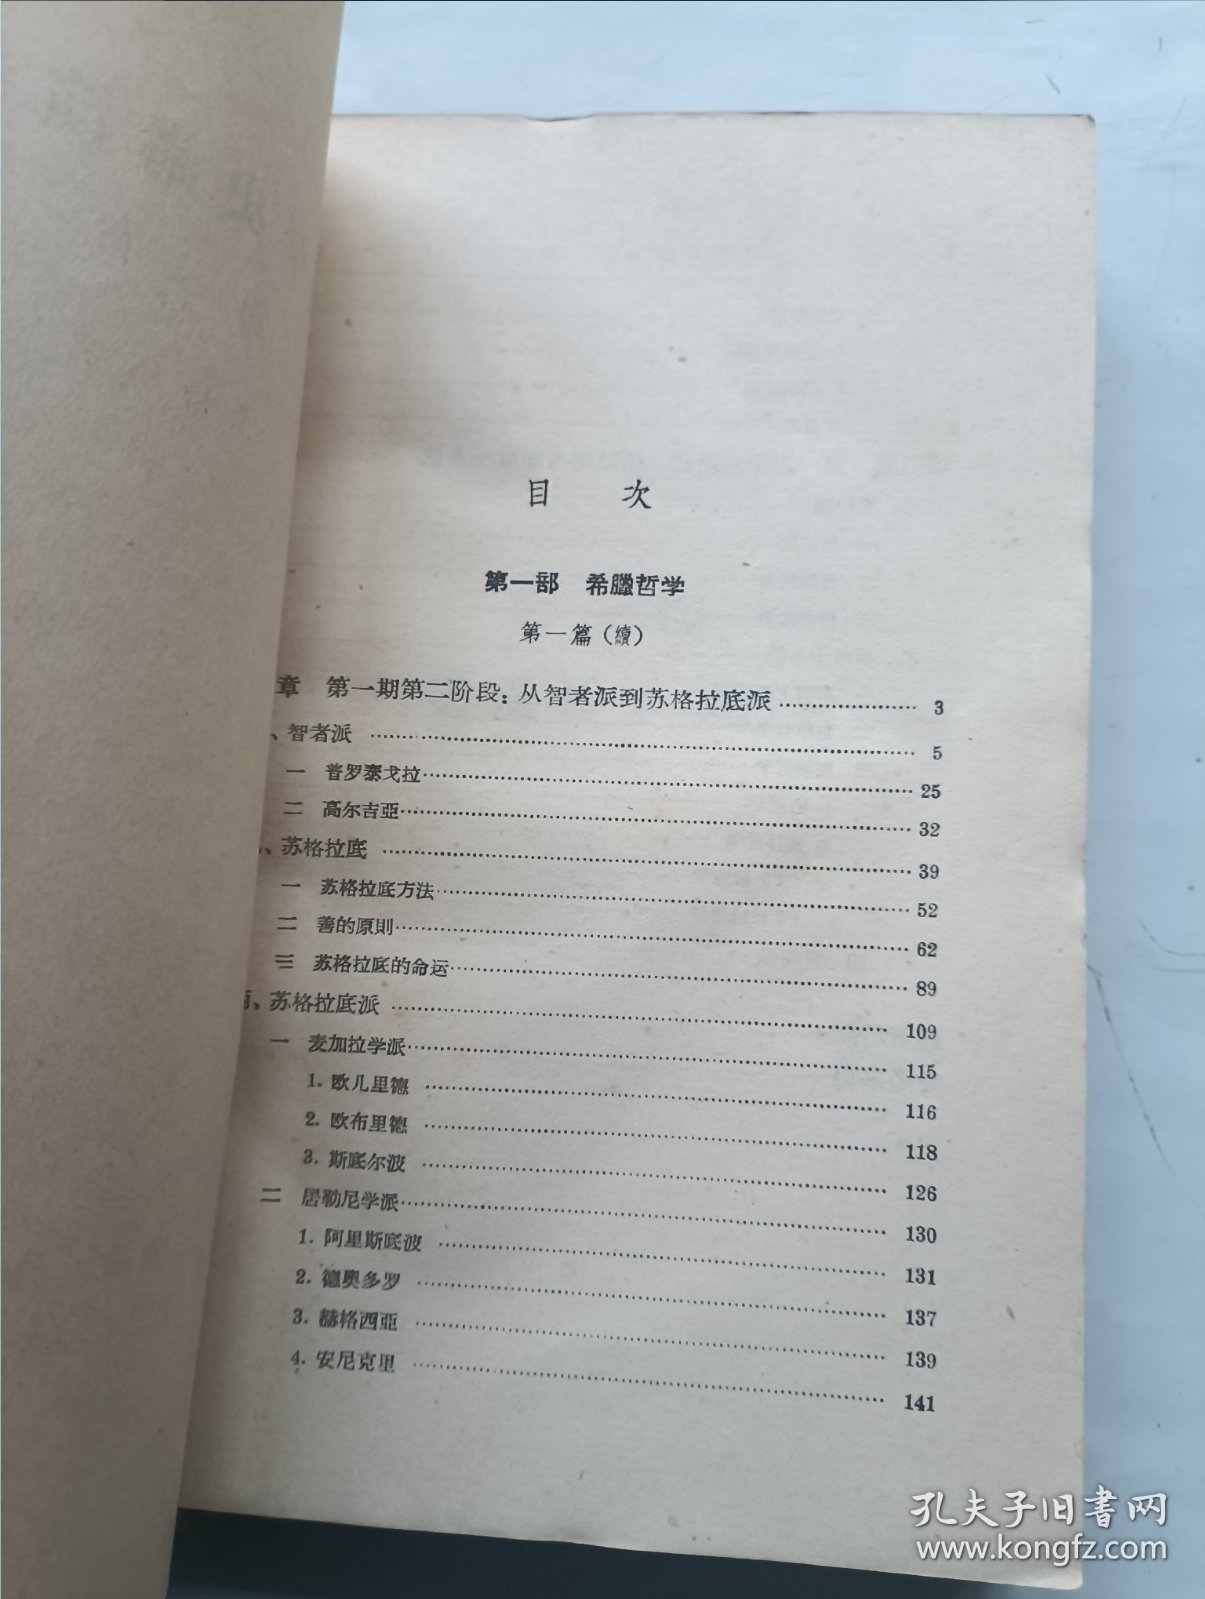 目 次
第一部 希臘哲学
第一篇（續）
章 第一期第二阶段：从智者派到苏格拉底派 3
、智者派 5
一 普罗泰戈拉 25
二 高尔吉亞 32
、苏格拉底 39
一 苏格拉底方法 52
二 善的原則 62
三 苏格拉底的命运 89
、苏格拉底派 109
一 麦加拉学派 115
1. 欧几里德 116
2. 欧布里德 118
3. 斯底尔波 126
二 居勒尼学派 130
1. 阿里斯底波 131
2. 德奧多罗 137
3. 赫格西亞 139
4. 安尼克里 141
孔夫子旧書网
www.kongfz.com